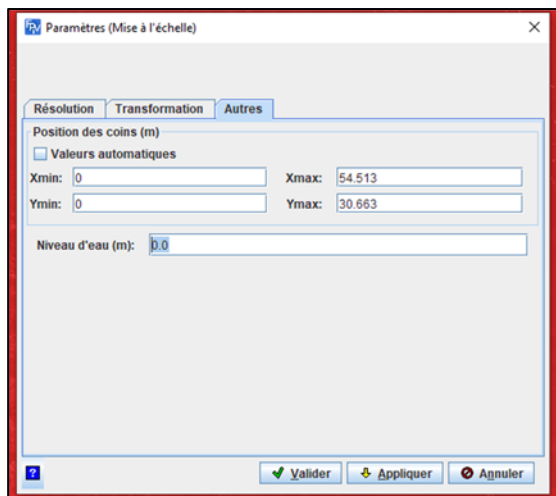 Paramètres (Mise à l'échelle)
Résolution Transformation Autres
Position des coins (m)
Valeurs automatiques
Xmin: 0 Xmax: 54.513
Ymin: 0 Ymax: 30.663
Niveau d'eau (m): 0.0
? Valider Appliquer Annuler